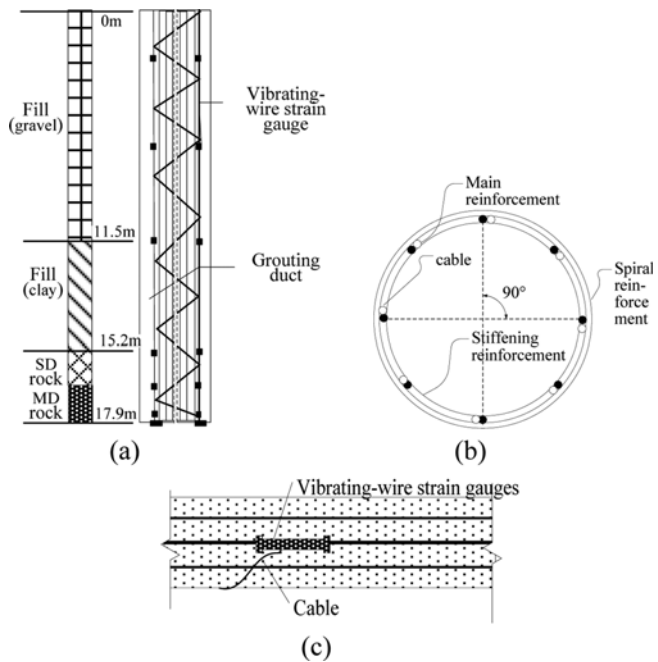 0m
Fill
(gravel)
11.5m
Fill
(clay)
15.2m
SD
rock
MD
rock
17.9m
Vibrating-
wire strain
gauge
Grouting
duct
(a)
Main
reinforcement
cable
90°
Stiffening
reinforcement
Spiral
rein-
force
ment
(b)
Vibrating-wire strain gauges
Cable
(c)